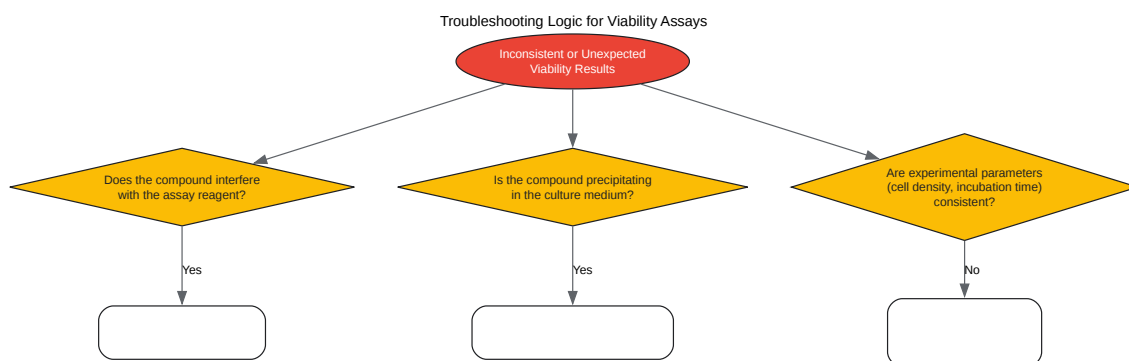 Troubleshooting Logic for Viability Assays
Inconsistent or Unexpected
Viability Results
Does the compound interfere
with the assay reagent?
Is the compound precipitating
in the culture medium?
Are experimental parameters
(cell density, incubation time)
consistent?
Yes
Yes
No